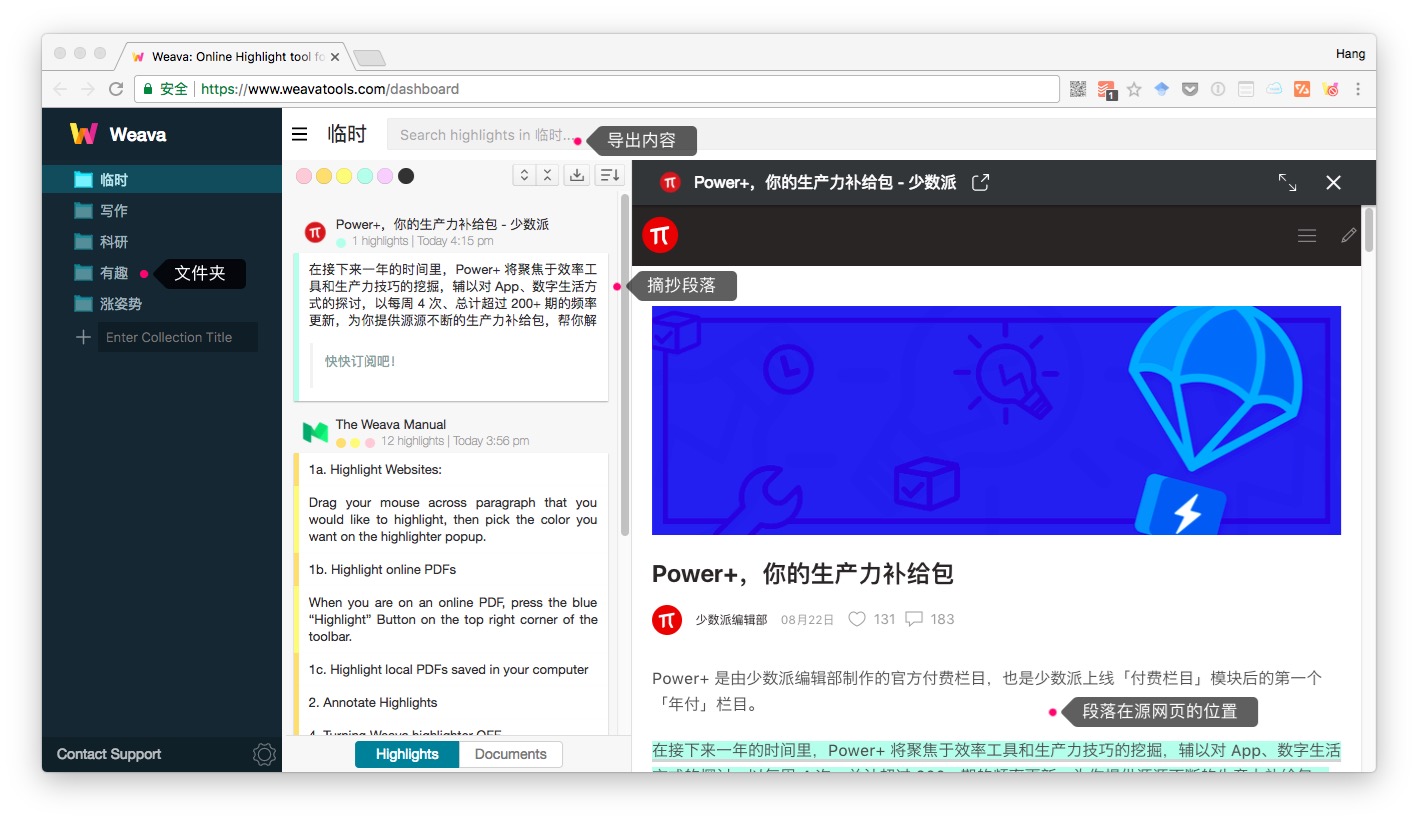 Weava: Online Highlight tool fo
Hang
安全
https://www.weavatools.com/dashboard
1
Weava
临时
写作
科研
有趣
文件夹
涨姿势
Enter Collection Title
Contact Support
临时
Search highlights in 临时...
导出内容
Power+，你的生产力补给包 - 少数派
1 highlights | Today 4:15 pm
在接下来一年的时间里，Power+ 将聚焦于效率工
具和生产力技巧的挖掘，辅以对 App、数字生活方
式的探讨，以每周 4 次、总计超过 200+ 期的频率
更新，为你提供源源不断的生产力补给包，帮你解
快快订阅吧！
摘抄段落
The Weava Manual
12 highlights | Today 3:56 pm
1a. Highlight Websites:
Drag your mouse across paragraph that you
would like to highlight, then pick the color you
want on the highlighter popup.
1b. Highlight online PDFs
When you are on an online PDF, press the blue
“Highlight” Button on the top right corner of the
toolbar.
1c. Highlight local PDFs saved in your computer
2. Annotate Highlights
4. Turning Weava highlighter OFF
Highlights
Documents
Power+，你的生产力补给包 - 少数派
Power+，你的生产力补给包
少数派编辑部 08月22日 131 183
Power+ 是由少数派编辑部制作的官方付费栏目，也是少数派上线「付费栏目」模块后的第一个
「年付」栏目。
段落在源网页的位置
在接下来一年的时间里，Power+ 将聚焦于效率工具和生产力技巧的挖掘，辅以对 App、数字生活